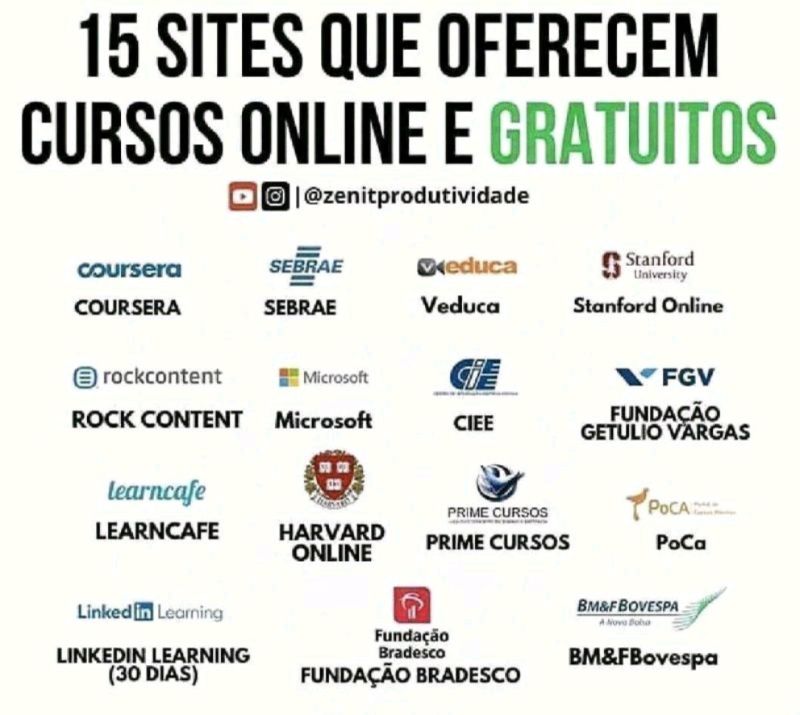 15 SITES QUE OFERECEM
CURSOS ONLINE E GRATUITOS
|@zenitprodutividade
coursera
COURSERA
SEBRAE
SEBRAE
veduca
Veduca
Stanford
University
Stanford Online
rockcontent
ROCK CONTENT
Microsoft
Microsoft
CIEE
CIEE
FGV
FUNDAÇÃO
GETULIO VARGAS
learncafe
LEARNCAFE
HARVARD
ONLINE
PRIME CURSOS
PRIME CURSOS
PoCA
PoCa
Linked in Learning
LINKEDIN LEARNING
(30 DIAS)
Fundação
Bradesco
FUNDAÇÃO BRADESCO
BM&FBOVESPA
A Nova Bolsa
BM&FBovespa